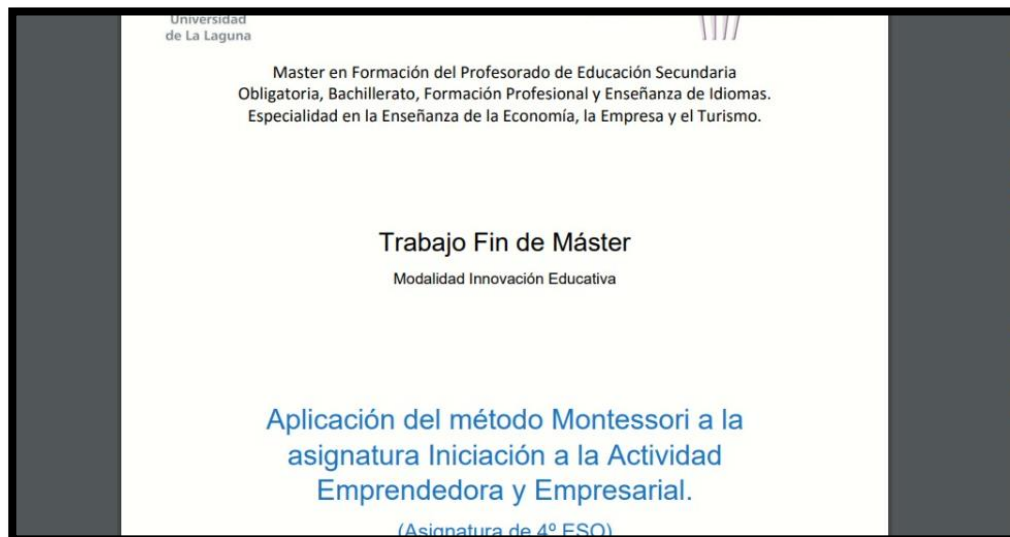 Universidad
de La Laguna
Master en Formación del Profesorado de Educación Secundaria
Obligatoria, Bachillerato, Formación Profesional y Enseñanza de Idiomas.
Especialidad en la Enseñanza de la Economía, la Empresa y el Turismo.
Trabajo Fin de Máster
Modalidad Innovación Educativa
Aplicación del método Montessori a la
asignatura Iniciación a la Actividad
Emprendedora y Empresarial.
(Asignatura de 4º ESO)